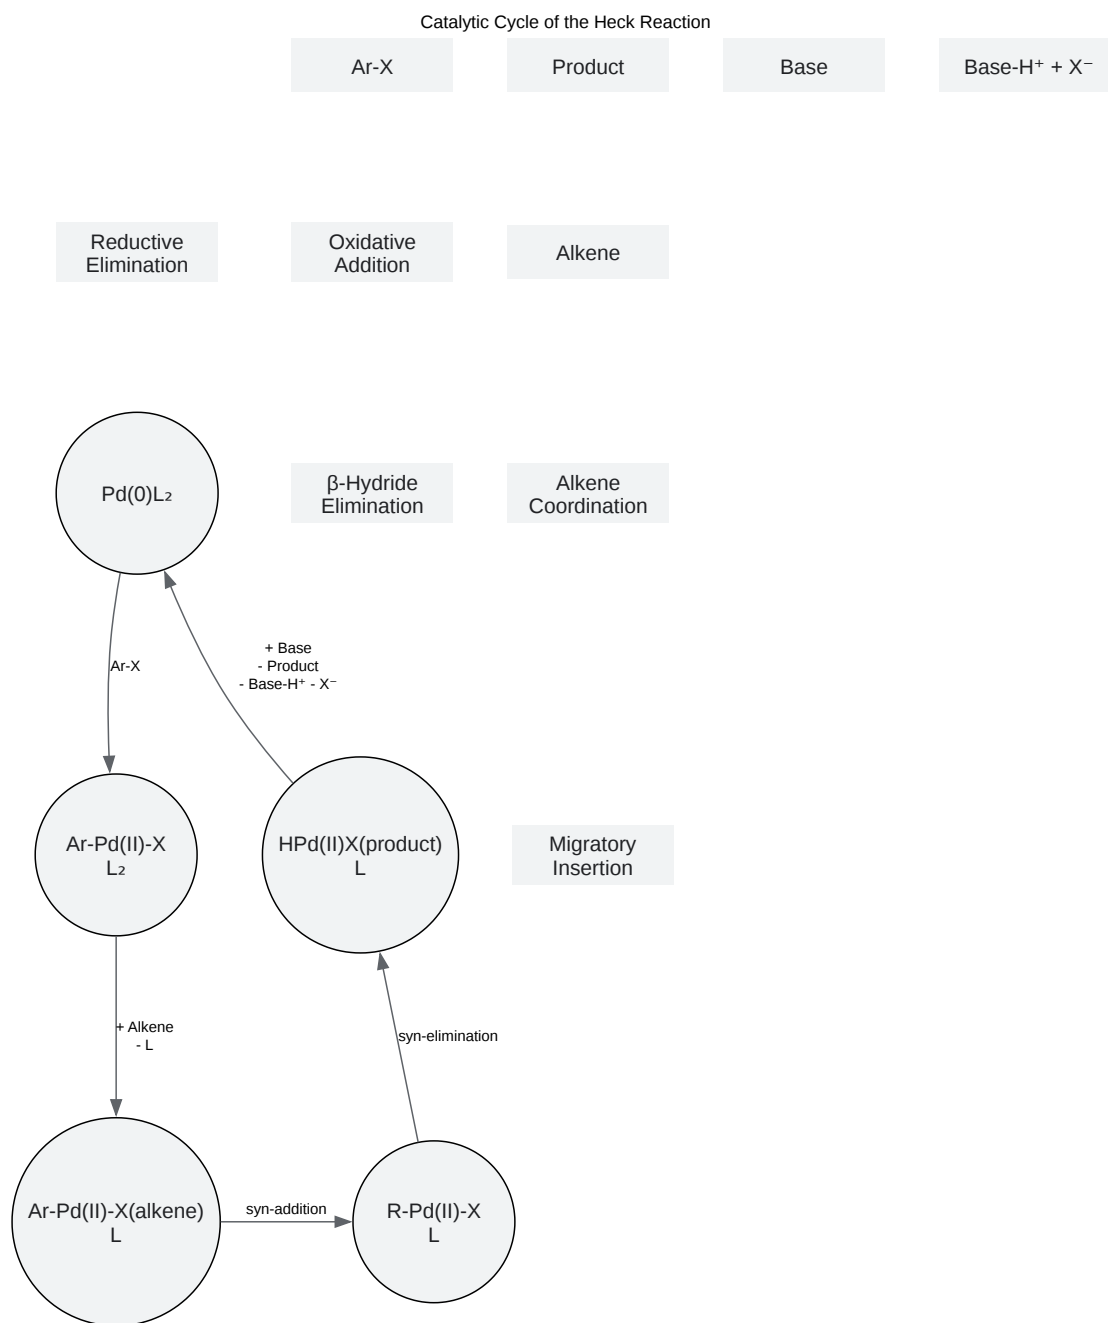 Catalytic Cycle of the Heck Reaction
Ar-X
Product
Base
Base-H⁺ + X⁻
Reductive
Elimination
Oxidative
Addition
Alkene
Pd(0)L₂
β-Hydride
Elimination
Alkene
Coordination
Ar-X
+ Base
- Product
- Base-H⁺ - X⁻
Ar-Pd(II)-X
L₂
HPd(II)X(product)
L
Migratory
Insertion
+ Alkene
- L
syn-elimination
Ar-Pd(II)-X(alkene)
L
syn-addition
R-Pd(II)-X
L